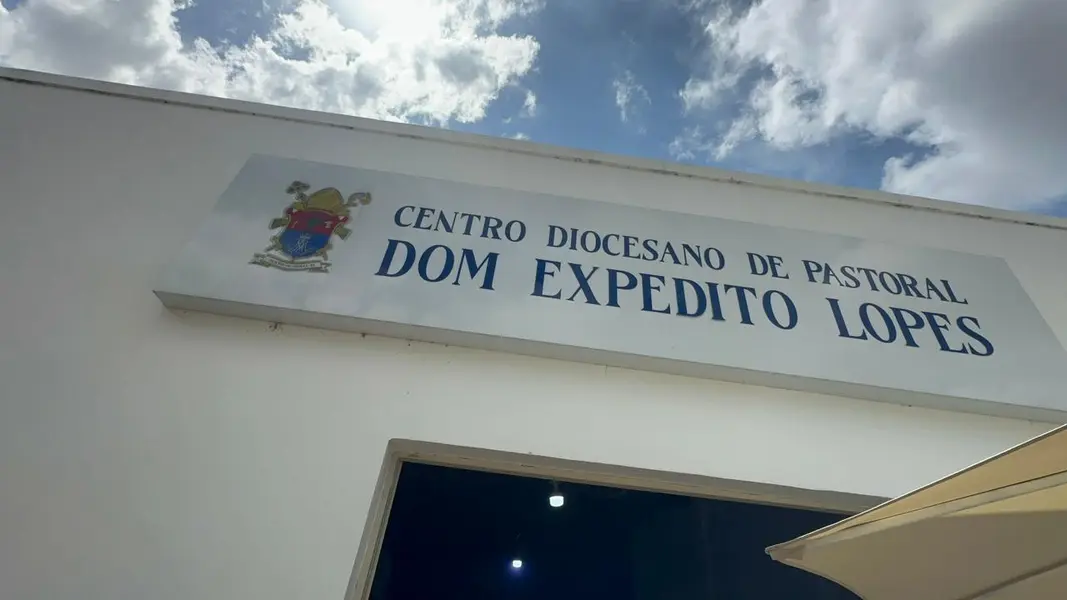 CENTRO DIOCESANO DE PASTORAL
DOM EXPEDITO LOPES